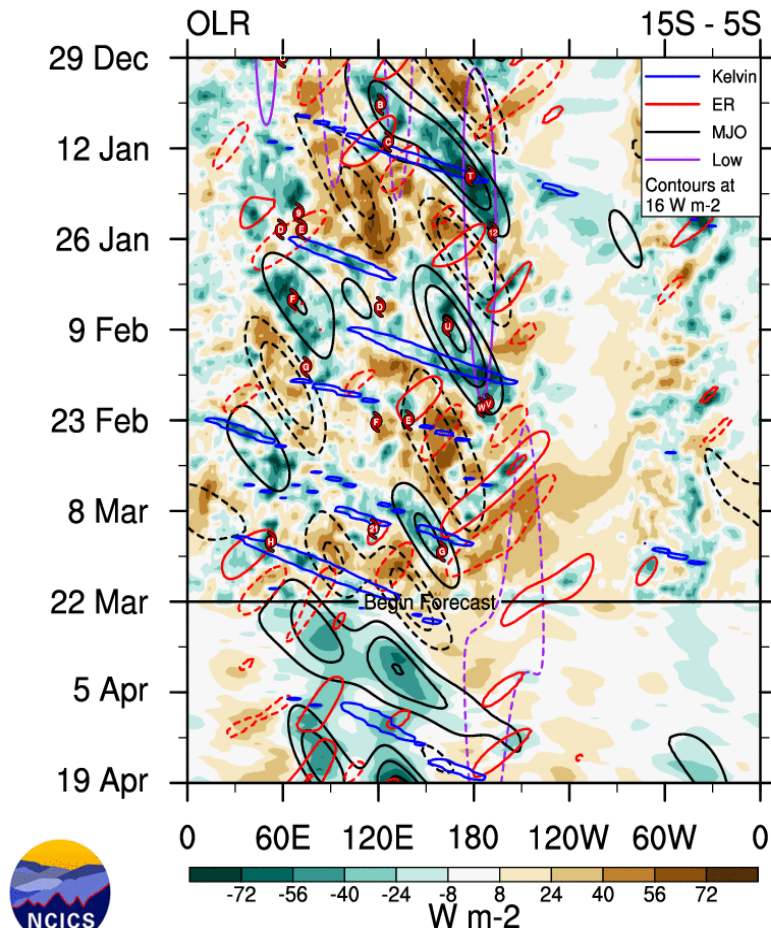 OLR 15S - 5S
29 Dec
12 Jan
26 Jan
9 Feb
23 Feb
8 Mar
22 Mar
5 Apr
19 Apr
Kelvin
ER
MJO
Low
Contours at
16 W m-2
C
B
C
T
D
E
12
F
D
U
G
W V
F E
21
H
G
Begin Forecast
0 60E 120E 180 120W 60W 0
-72 -56 -40 -24 -8 8 24 40 56 72
W m-2
NCICS